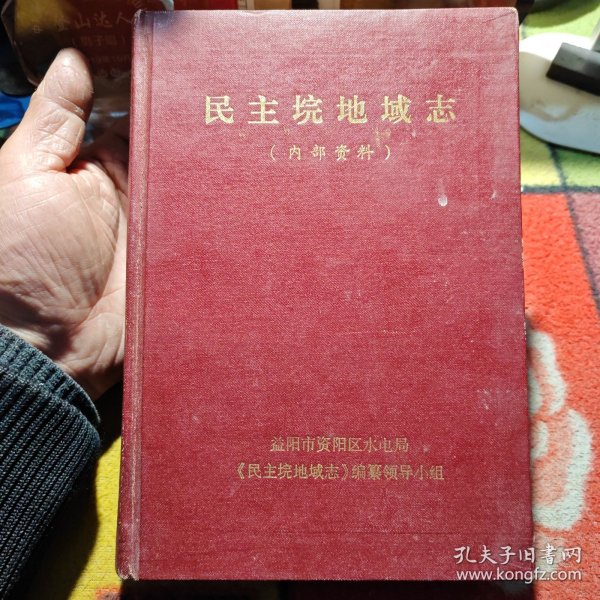 民主垸地域志
（内部资料）
益阳市资阳区水电局
《民主垸地域志》编纂领导小组
孔夫子旧书网
www.kongfz.com